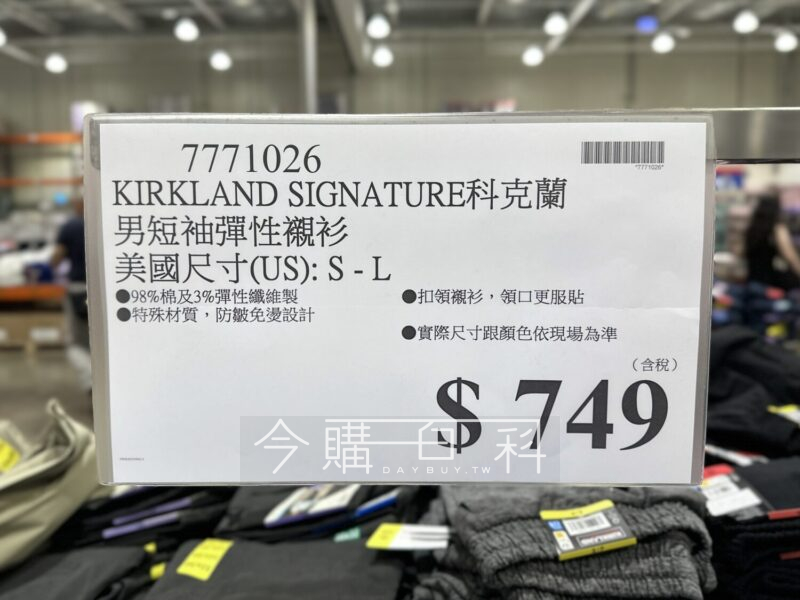 7771026
*7771026*
KIRKLAND SIGNATURE科克蘭
男短袖彈性襯衫
美國尺寸(US): S - L
●98%棉及3%彈性纖維製
●扣領襯衫，領口更服貼
●特殊材質，防皺免燙設計
●實際尺寸跟顏色依現場為準
（含稅）
$ 749
今購百科
DAYBUY.TW